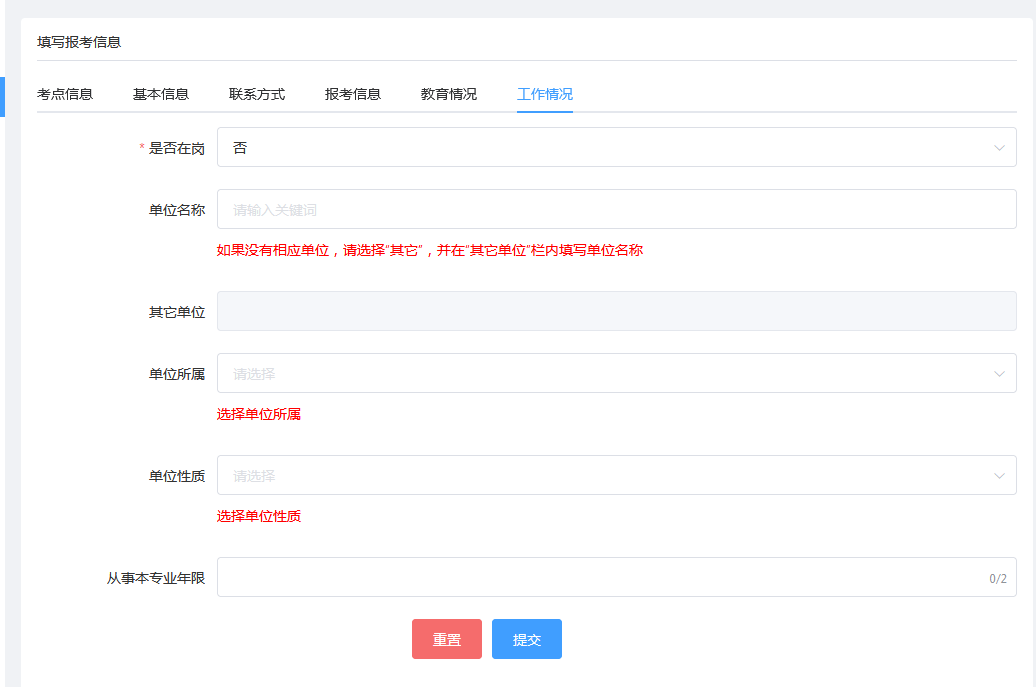 填写报考信息
考点信息 基本信息 联系方式 报考信息 教育情况 工作情况
* 是否在岗 否
单位名称 请输入关键词
如果没有相应单位，请选择"其它"，并在"其它单位"栏内填写单位名称
其它单位
单位所属 请选择
选择单位所属
单位性质 请选择
选择单位性质
从事本专业年限 0/2
重置 提交